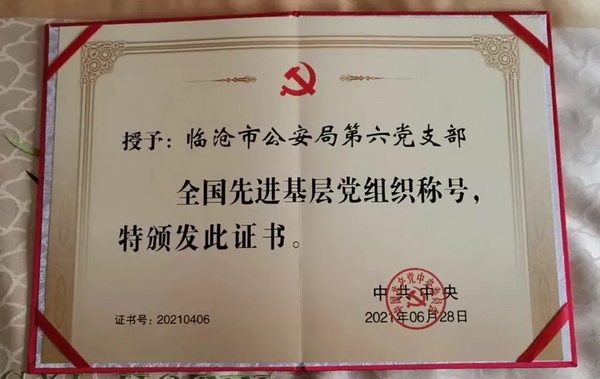 授予：临沧市公安局第六党支部
全国先进基层党组织称号，
特颁发此证书。
中共中央
2021年06月28日
证书号：20210406